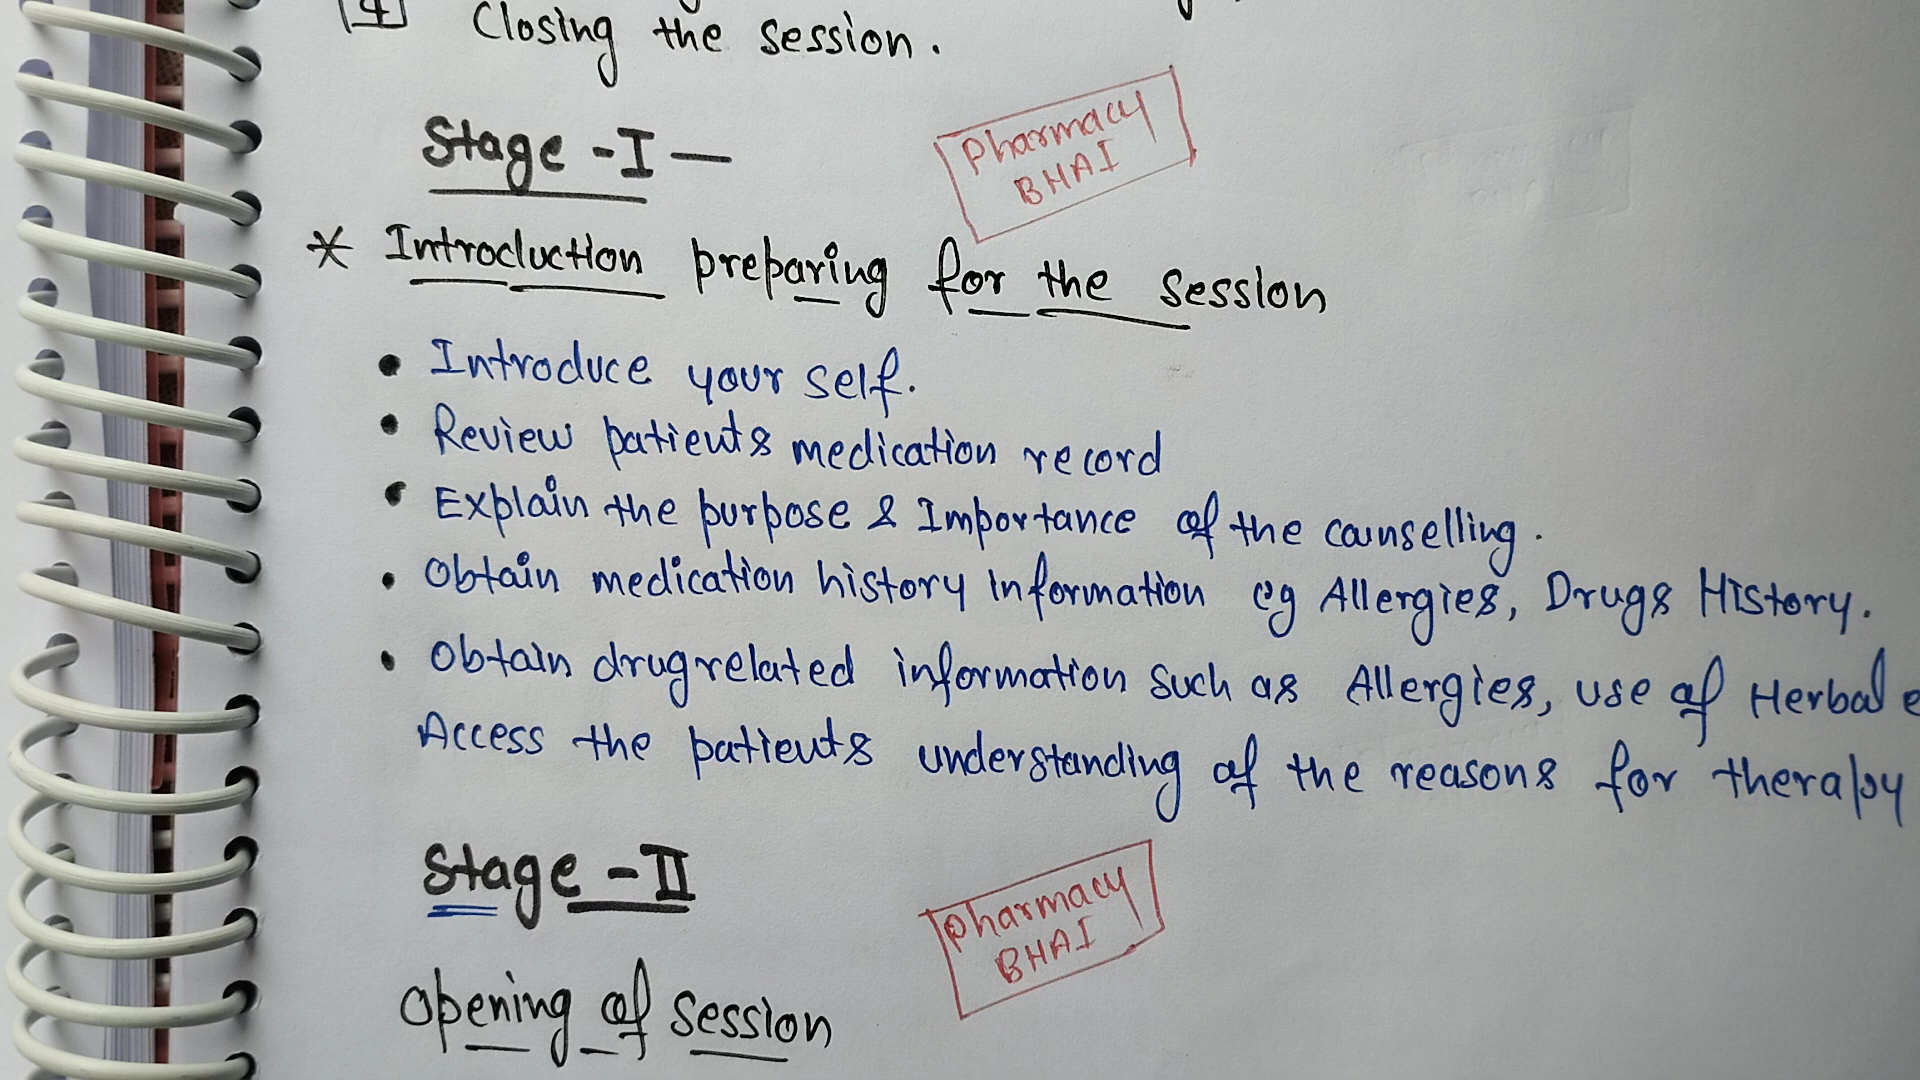 4 Closing the session.
Stage -I —
Pharmacy
BHAI
* Introduction preparing for the session
• Introduce your self.
• Review patients medication record
• Explain the purpose & Importance of the counselling.
• Obtain medication history Information eg Allergies, Drugs History.
• Obtain drug related information such as Allergies, use of Herbal
Access the patients understanding of the reasons for therapy
Stage -II
Pharmacy
BHAI
Opening of session